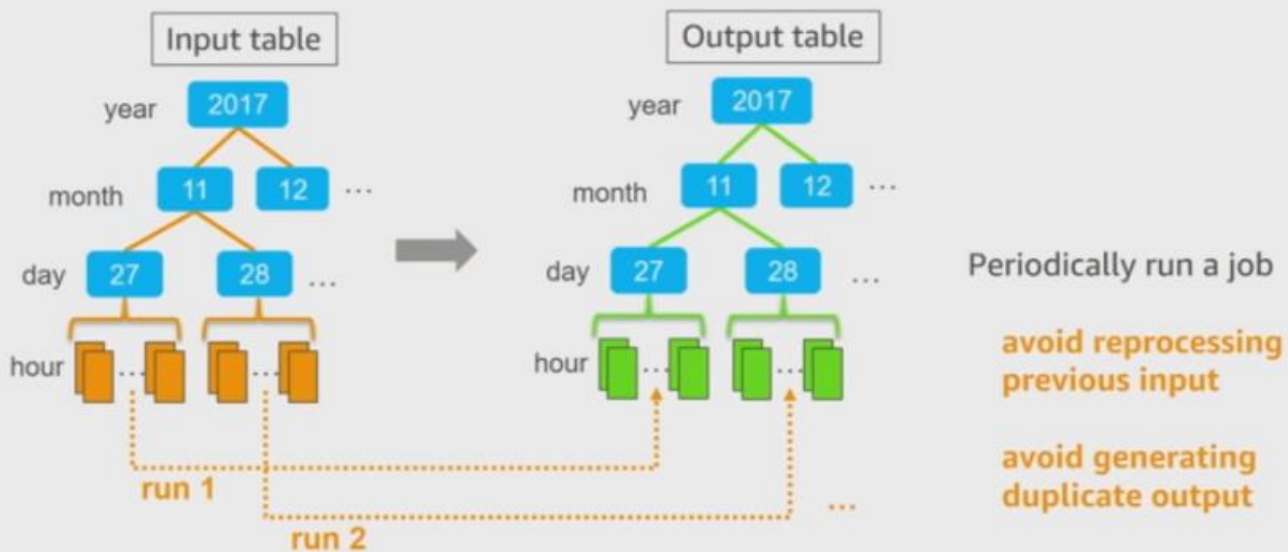 Input table
Output table
year 2017
year 2017
month 11 12 ...
month 11 12 ...
day 27 28 ...
day 27 28 ...
Periodically run a job
hour ... ...
hour ... ...
avoid reprocessing
previous input
avoid generating
duplicate output
run 1
...
run 2